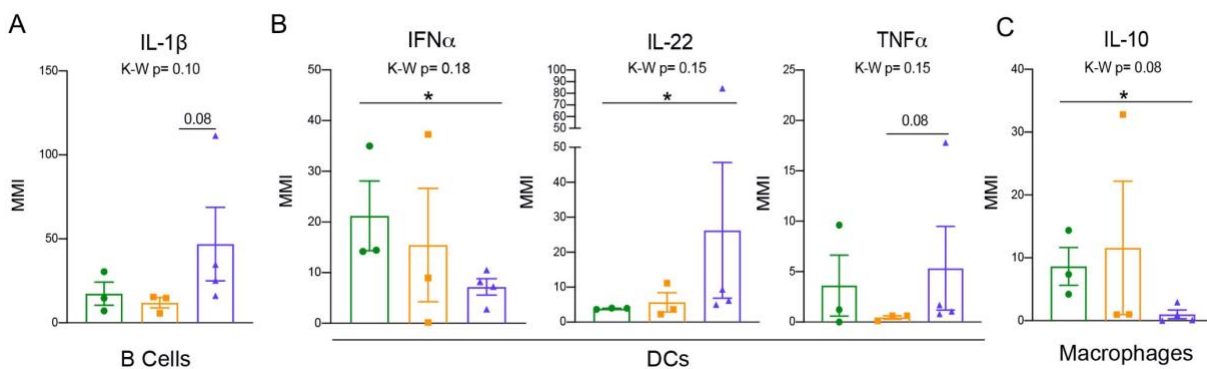 A
IL-1β
K-W p= 0.10
150
100
50
0
MMI
0.08
B Cells
B
IFNα
K-W p= 0.18
50
40
30
20
10
0
MMI
*
IL-22
K-W p= 0.15
100
90
80
70
60
50
50
40
30
20
10
0
MMI
*
TNFα
K-W p= 0.15
25
20
15
10
5
0
MMI
0.08
DCs
C
IL-10
K-W p= 0.08
40
30
20
10
0
MMI
*
Macrophages